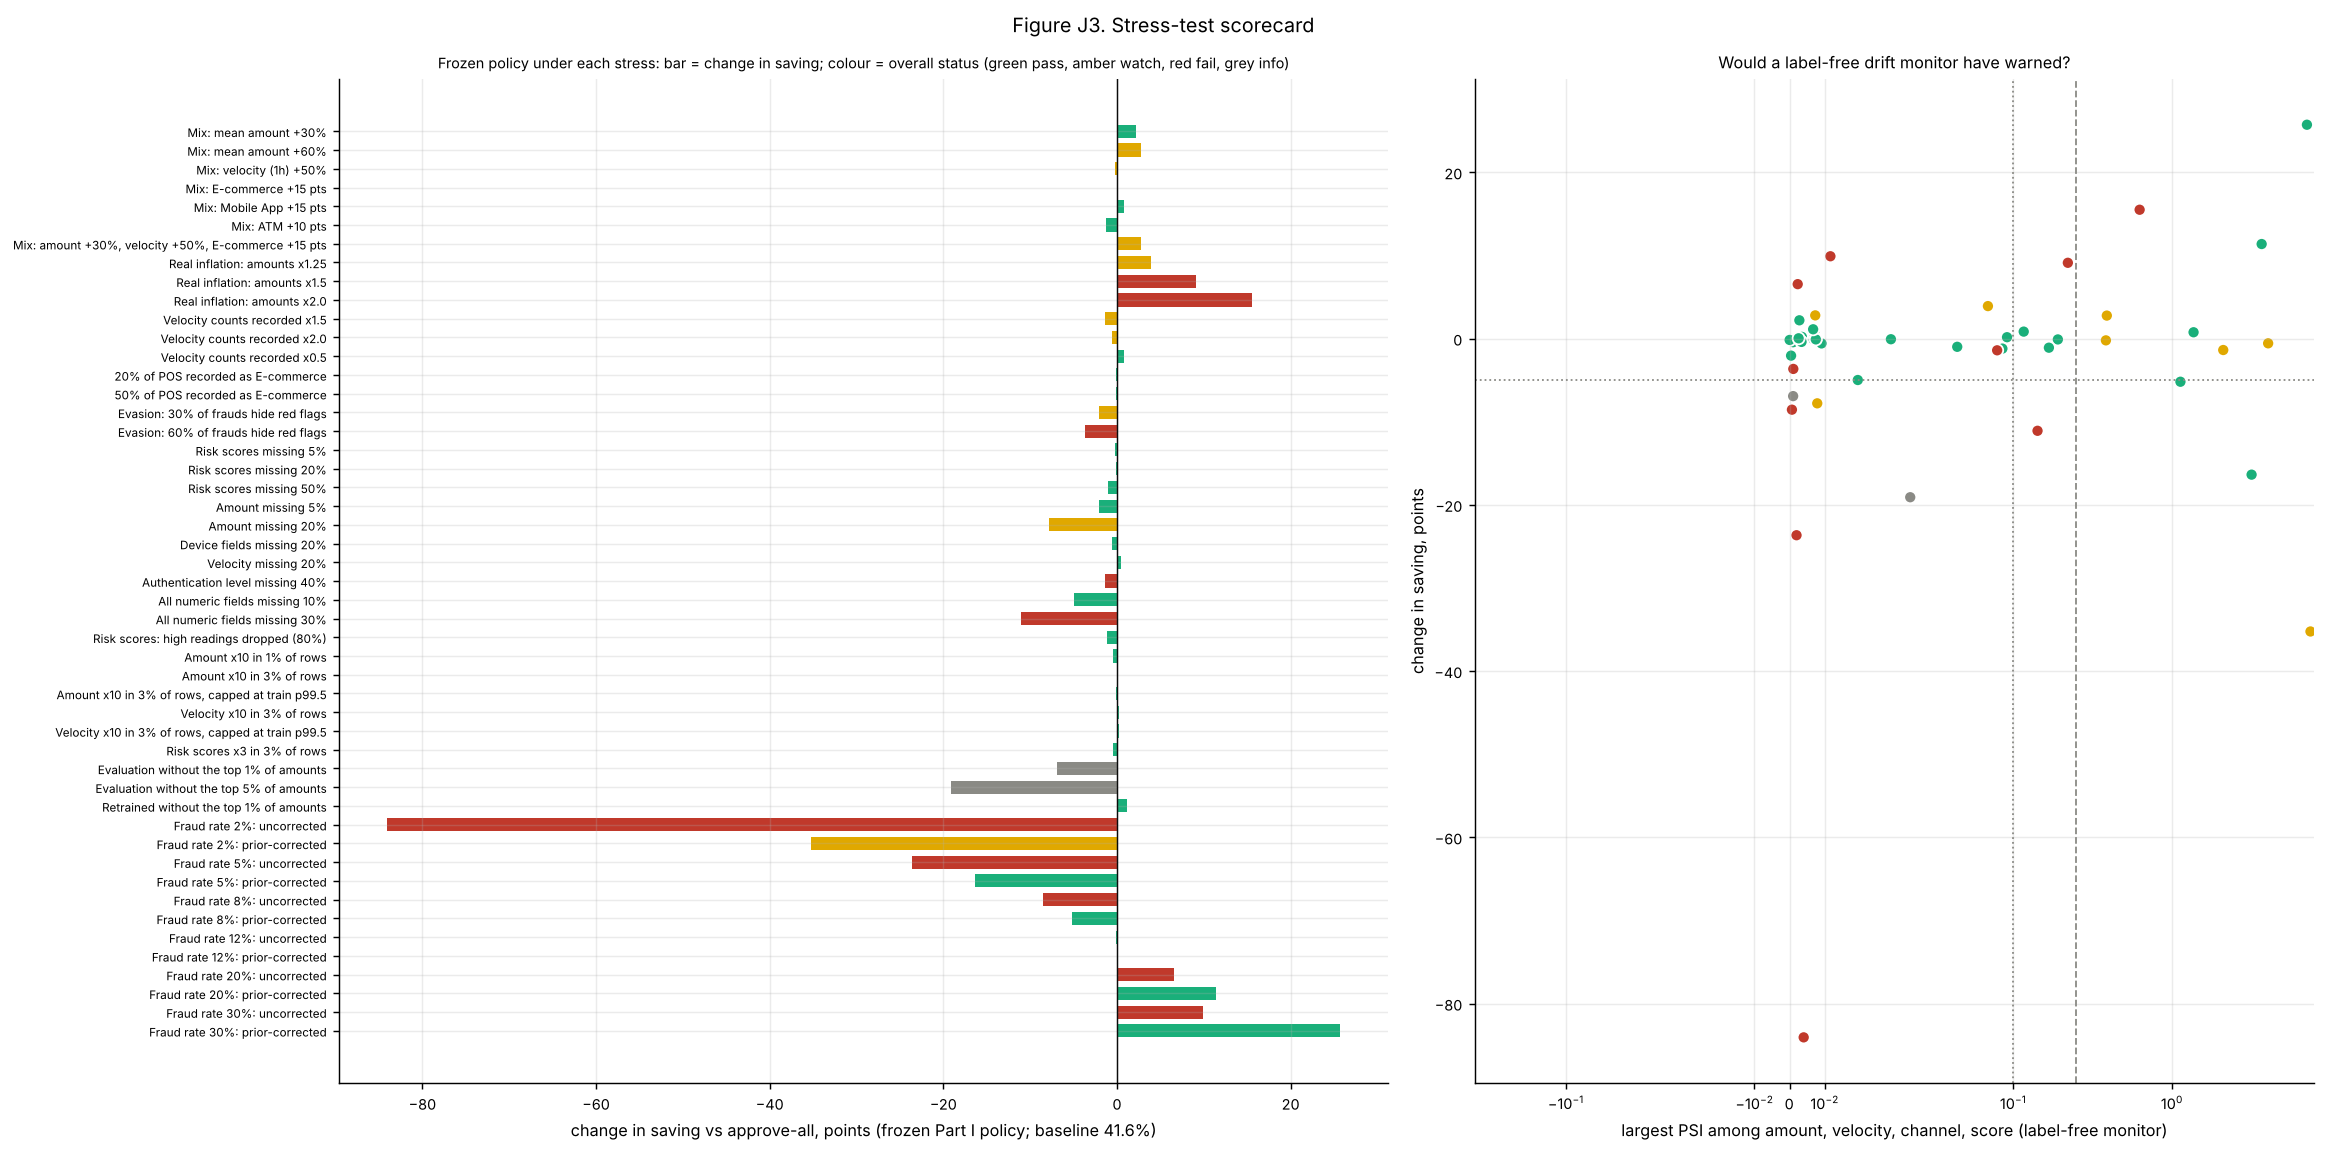 Figure J3. Stress-test scorecard
Frozen policy under each stress: bar = change in saving; colour = overall status (green pass, amber watch, red fail, grey info)
Mix: mean amount +30%
Mix: mean amount +60%
Mix: velocity (1h) +50%
Mix: E-commerce +15 pts
Mix: Mobile App +15 pts
Mix: ATM +10 pts
Mix: amount +30%, velocity +50%, E-commerce +15 pts
Real inflation: amounts x1.25
Real inflation: amounts x1.5
Real inflation: amounts x2.0
Velocity counts recorded x1.5
Velocity counts recorded x2.0
Velocity counts recorded x0.5
20% of POS recorded as E-commerce
50% of POS recorded as E-commerce
Evasion: 30% of frauds hide red flags
Evasion: 60% of frauds hide red flags
Risk scores missing 5%
Risk scores missing 20%
Risk scores missing 50%
Amount missing 5%
Amount missing 20%
Device fields missing 20%
Velocity missing 20%
Authentication level missing 40%
All numeric fields missing 10%
All numeric fields missing 30%
Risk scores: high readings dropped (80%)
Amount x10 in 1% of rows
Amount x10 in 3% of rows
Amount x10 in 3% of rows, capped at train p99.5
Velocity x10 in 3% of rows
Velocity x10 in 3% of rows, capped at train p99.5
Risk scores x3 in 3% of rows
Evaluation without the top 1% of amounts
Evaluation without the top 5% of amounts
Retrained without the top 1% of amounts
Fraud rate 2%: uncorrected
Fraud rate 2%: prior-corrected
Fraud rate 5%: uncorrected
Fraud rate 5%: prior-corrected
Fraud rate 8%: uncorrected
Fraud rate 8%: prior-corrected
Fraud rate 12%: uncorrected
Fraud rate 12%: prior-corrected
Fraud rate 20%: uncorrected
Fraud rate 20%: prior-corrected
Fraud rate 30%: uncorrected
Fraud rate 30%: prior-corrected
−80 −60 −40 −20 0 20
change in saving vs approve-all, points (frozen Part I policy; baseline 41.6%)
Would a label-free drift monitor have warned?
change in saving, points
20
0
−20
−40
−60
−80
−10⁻¹ −10⁻² 0 10⁻² 10⁻¹ 10⁰
largest PSI among amount, velocity, channel, score (label-free monitor)